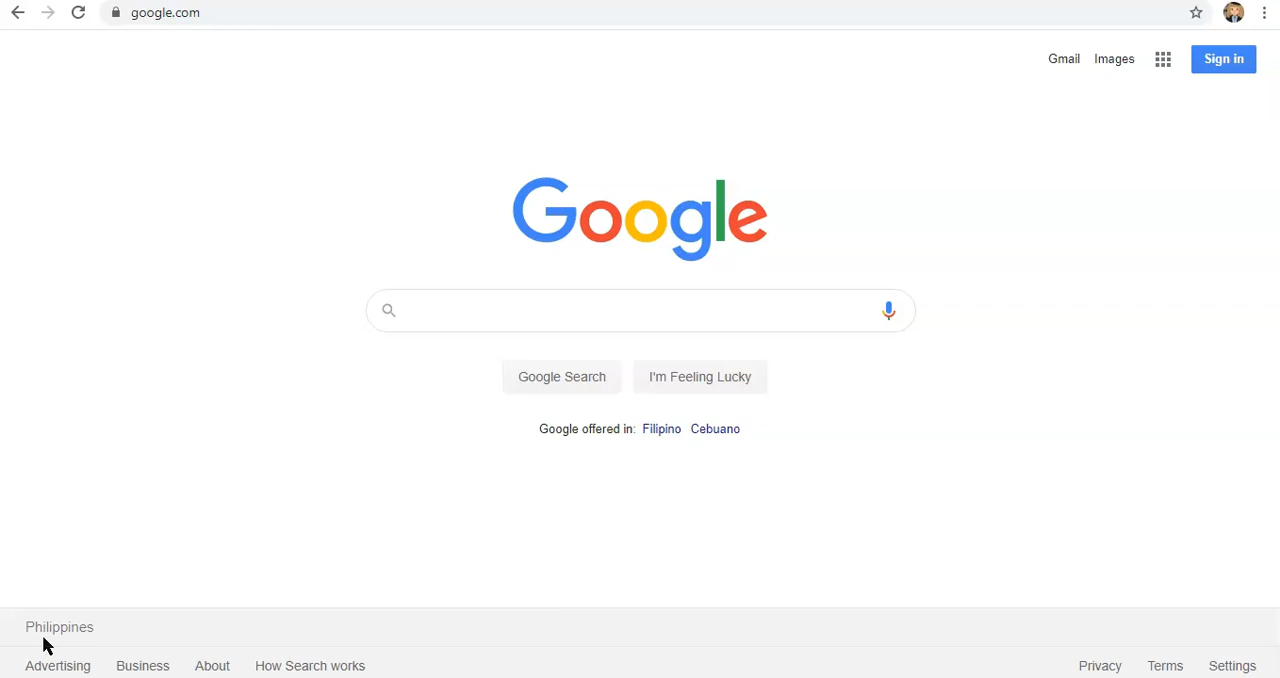 google.com
Gmail Images Sign in
Google
Google Search I'm Feeling Lucky
Google offered in: Filipino Cebuano
Philippines
Advertising Business About How Search works Privacy Terms Settings